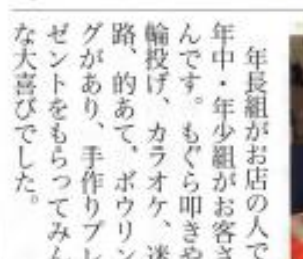 年長組がお店の人で
年中・年少組がお客さ
んです。もぐら叩きや
輪投げ、カラオケ、迷
路、的あて、ボウリン
グがあり、手作りプレ
ゼントをもらってみん
な大喜びでした。